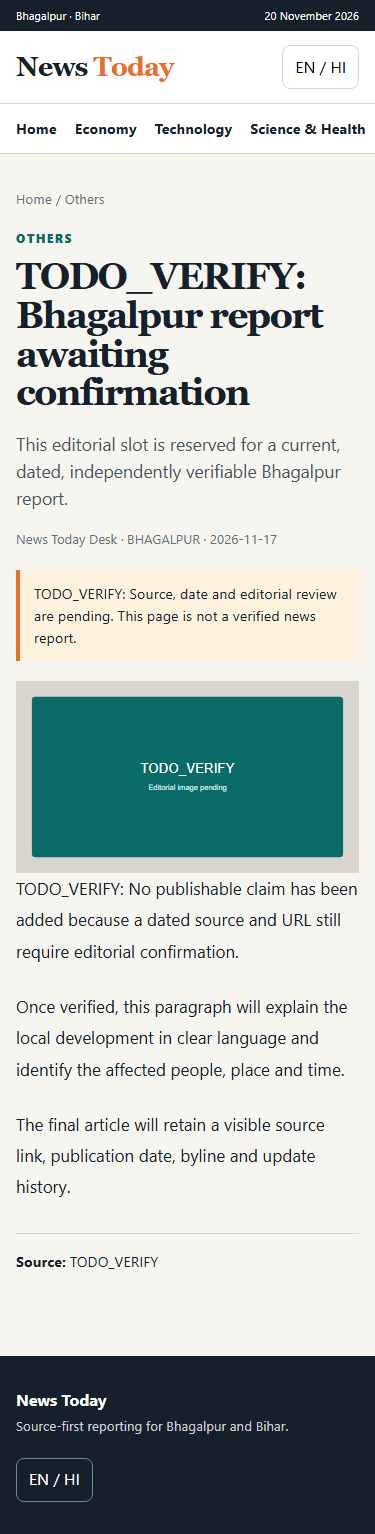 Bhagalpur · Bihar
20 November 2026
News Today
EN / HI
Home Economy Technology Science & Health
Home / Others
OTHERS
TODO_VERIFY:
Bhagalpur report
awaiting
confirmation
This editorial slot is reserved for a current,
dated, independently verifiable Bhagalpur
report.
News Today Desk · BHAGALPUR · 2026-11-17
TODO_VERIFY: Source, date and editorial review
are pending. This page is not a verified news
report.
TODO_VERIFY
Editorial image pending
TODO_VERIFY: No publishable claim has been
added because a dated source and URL still
require editorial confirmation.
Once verified, this paragraph will explain the
local development in clear language and
identify the affected people, place and time.
The final article will retain a visible source
link, publication date, byline and update
history.
Source: TODO_VERIFY
News Today
Source-first reporting for Bhagalpur and Bihar.
EN / HI